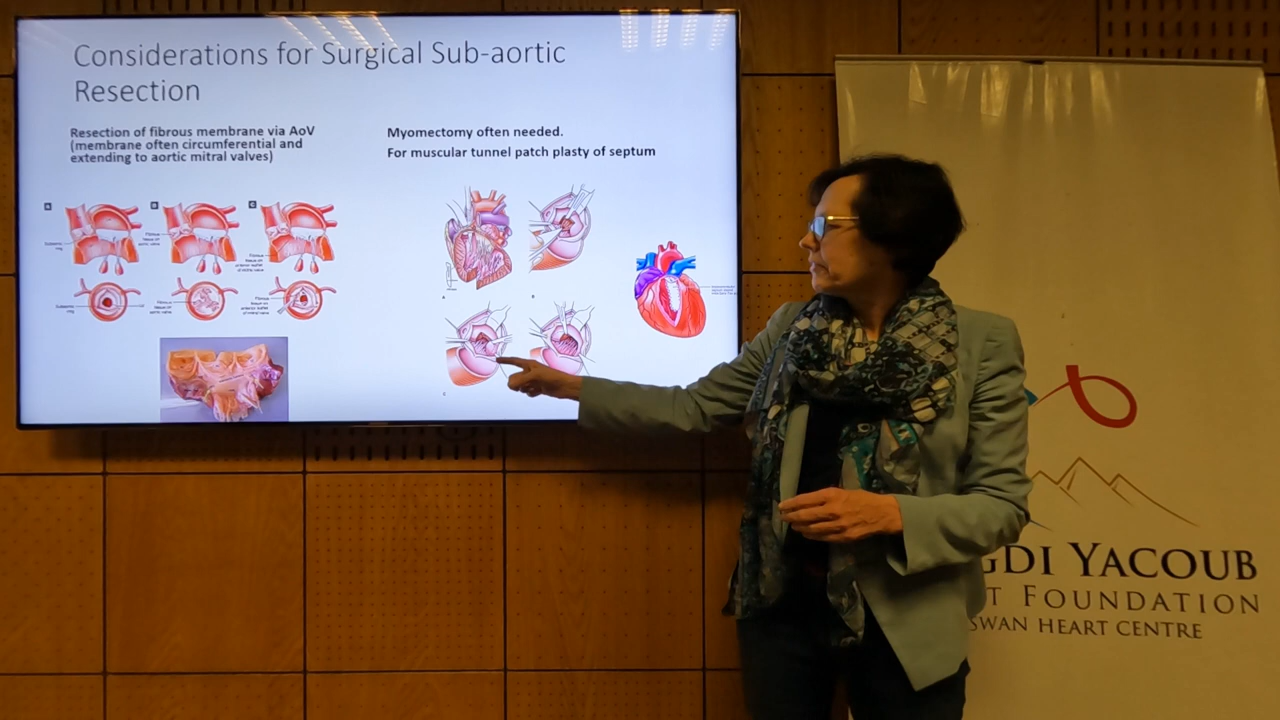 Considerations for Surgical Sub-aortic
Resection
Resection of fibrous membrane via AoV
(membrane often circumferential and
extending to aortic mitral valves)
Myomectomy often needed.
For muscular tunnel patch plasty of septum
A
B
C
GDI YACOUB
T FOUNDATION
SWAN HEART CENTRE